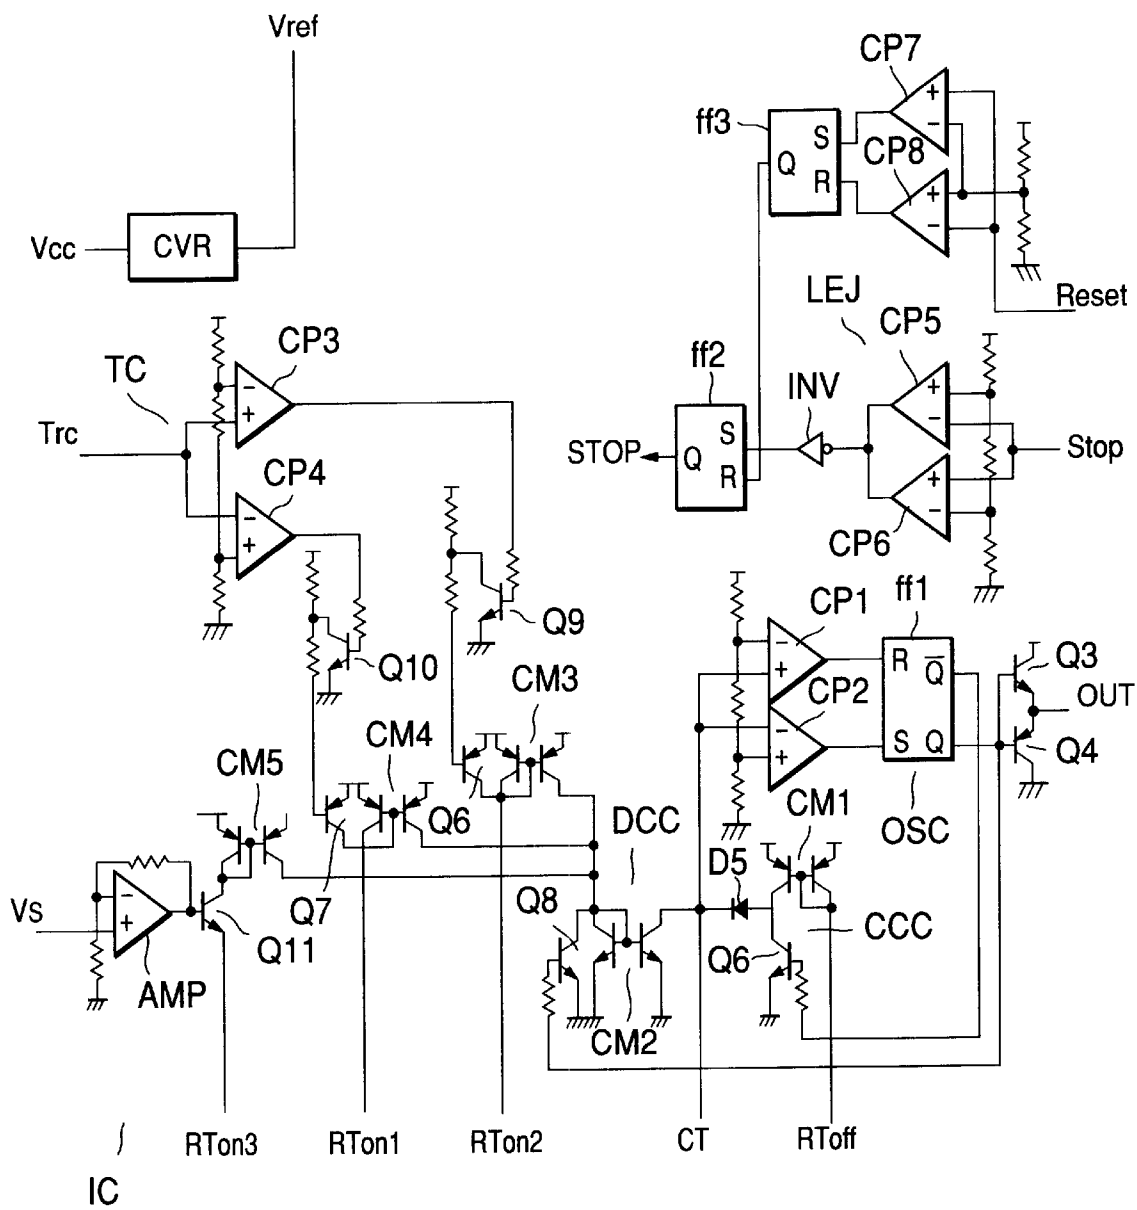 Vref
CP7
ff3
S
Q
R
+
−
CP8
+
−
Vcc
CVR
Reset
LEJ
CP5
TC
CP3
ff2
INV
Trc
−
+
STOP
Q
S
R
+
−
Stop
CP4
−
+
+
−
CP6
Q9
Q10
CP1
ff1
−
+
R
Q
Q3
CM3
CP2
OUT
−
+
S
Q
Q4
CM4
CM5
Q6
DCC
CM1
OSC
D5
Q7
Q8
Vs
−
+
Q11
CCC
Q6
AMP
CM2
RTon3
RTon1
RTon2
CT
RToff
IC